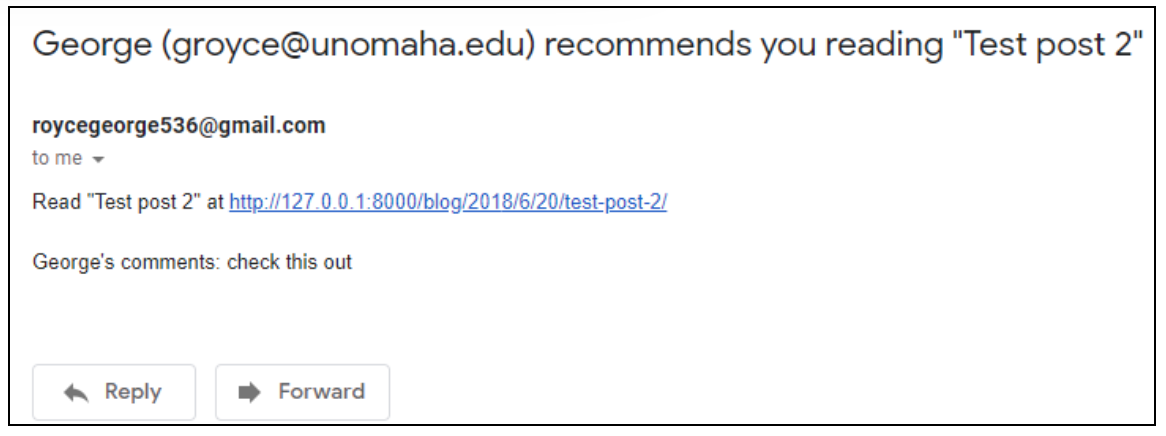 George (groyce@unomaha.edu) recommends you reading "Test post 2"
roycegeorge536@gmail.com
to me
Read "Test post 2" at http://127.0.0.1:8000/blog/2018/6/20/test-post-2/
George's comments: check this out
Reply
Forward